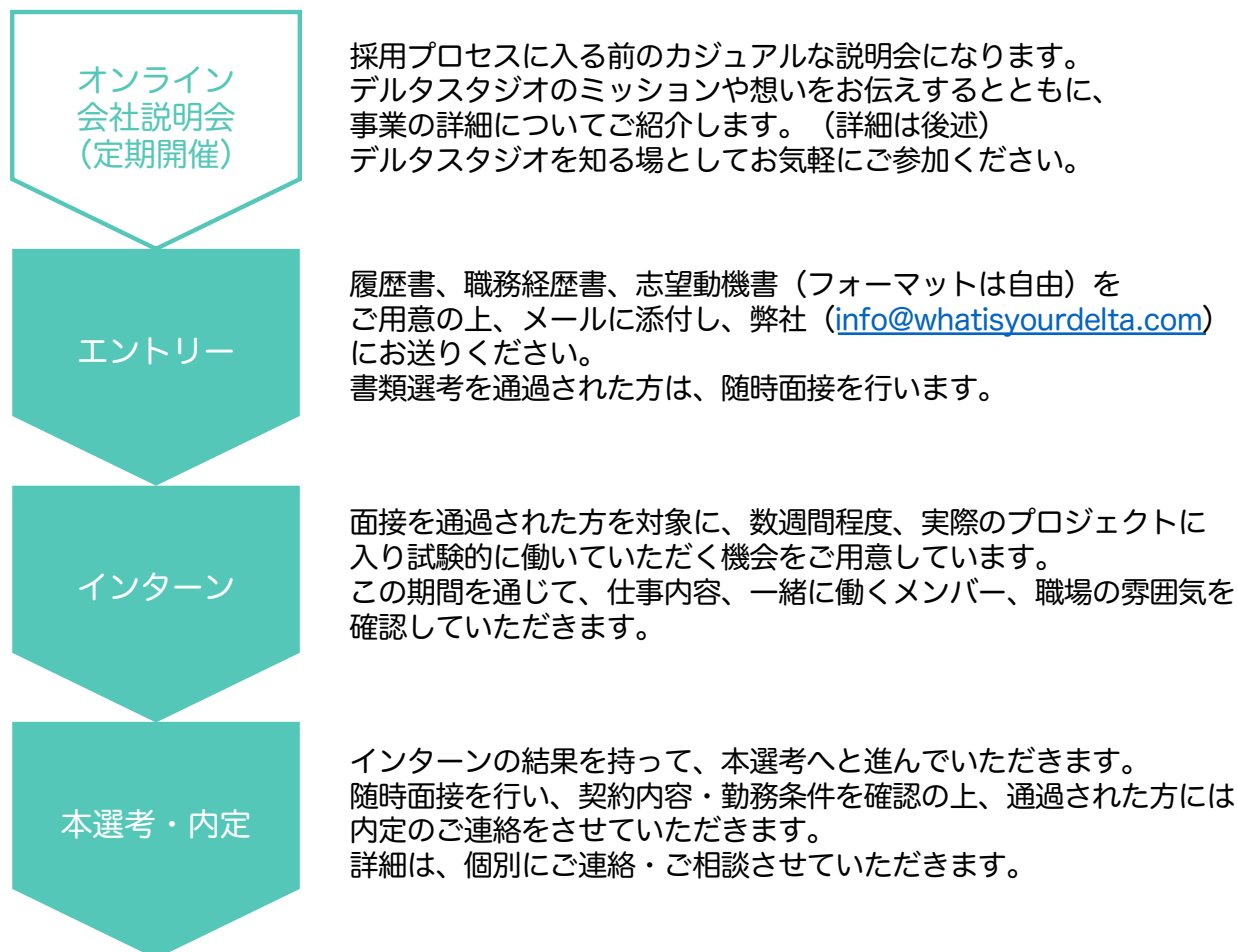 オンライン
会社説明会
(定期開催)
採用プロセスに入る前のカジュアルな説明会になります。
デルタスタジオのミッションや想いをお伝えするとともに、
事業の詳細についてご紹介します。（詳細は後述）
デルタスタジオを知る場としてお気軽にご参加ください。
エントリー
履歴書、職務経歴書、志望動機書（フォーマットは自由）を
ご用意の上、メールに添付し、弊社（info@whatisyourdelta.com）
にお送りください。
書類選考を通過された方は、随時面接を行います。
インターン
面接を通過された方を対象に、数週間程度、実際のプロジェクトに
入り試験的に働いていただく機会をご用意しています。
この期間を通じて、仕事内容、一緒に働くメンバー、職場の雰囲気を
確認していただきます。
本選考・内定
インターンの結果を持って、本選考へと進んでいただきます。
随時面接を行い、契約内容・勤務条件を確認の上、通過された方には
内定のご連絡をさせていただきます。
詳細は、個別にご連絡・ご相談させていただきます。